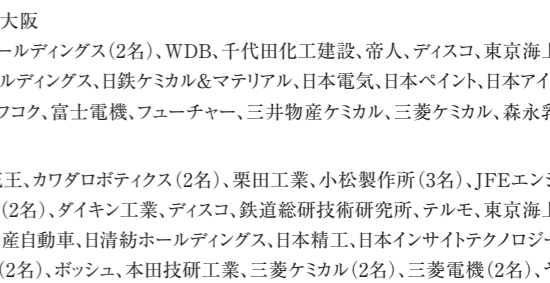 大阪
ールディングス(2名)、WDB、千代田化工建設、帝人、ディスコ、東京海上
ルディングス、日鉄ケミカル&マテリアル、日本電気、日本ペイント、日本アイ
フコク、富士電機、フューチャー、三井物産ケミカル、三菱ケミカル、森永乳
王、カワダロボティクス(2名)、栗田工業、小松製作所(3名)、JFEエンジ
(2名)、ダイキン工業、ディスコ、鉄道総研技術研究所、テルモ、東京海上
産自動車、日清紡ホールディングス、日本精工、日本インサイトテクノロジー
(2名)、ボッシュ、本田技研工業、三菱ケミカル(2名)、三菱電機(2名)、